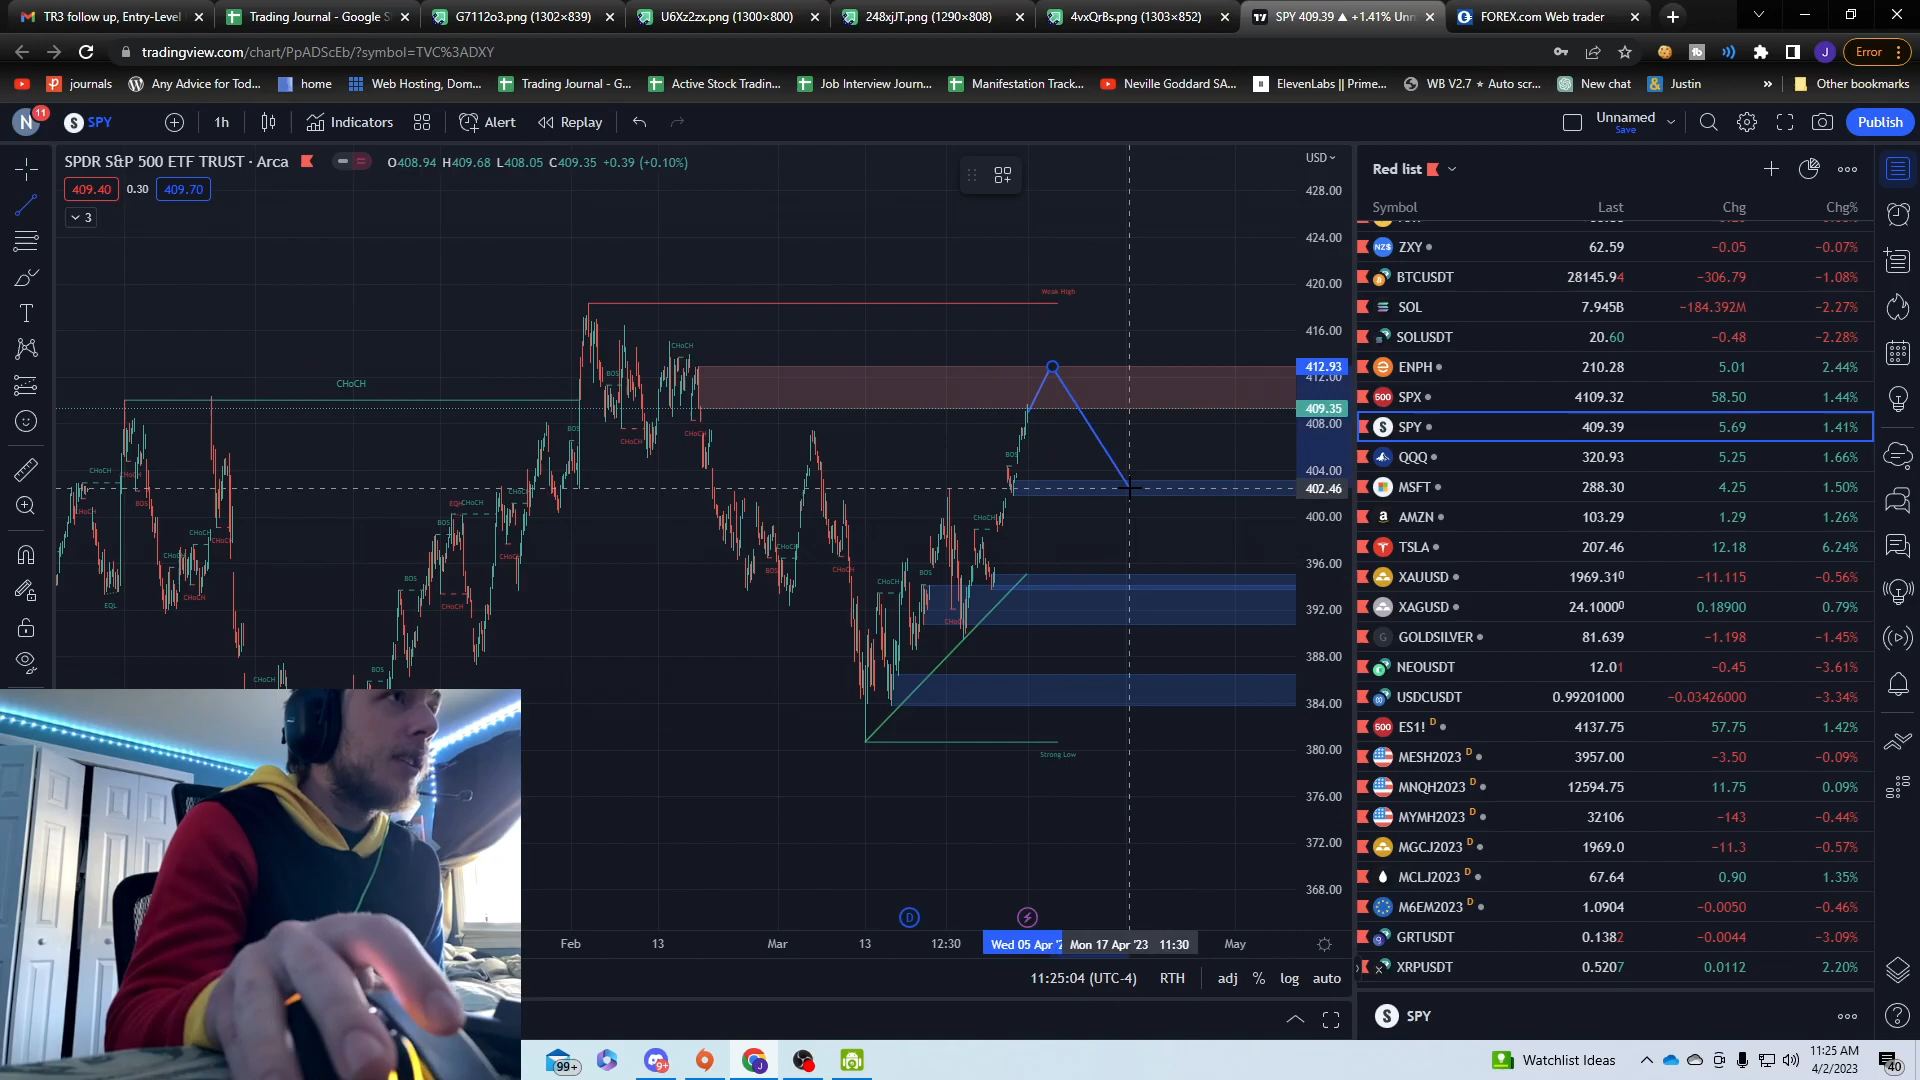 TR3 follow up, Entry-Level
Trading Journal - Google S
G7112o3.png (1302×839)
U6Xz2zx.png (1300×800)
248xjJT.png (1290×808)
4vxQrBs.png (1303×852)
SPY 409.39 ▲ +1.41% Unn
FOREX.com Web trader
tradingview.com/chart/PpADScEb/?symbol=TVC%3ADXY
Error
journals
Any Advice for Tod...
home
Web Hosting, Dom...
Trading Journal - G...
Active Stock Tradin...
Job Interview Journ...
Manifestation Track...
Neville Goddard SA...
ElevenLabs || Prime...
WB V2.7 ★ Auto scr...
New chat
Justin
»
Other bookmarks
N
11
SPY
1h
Indicators
Alert
Replay
Unnamed
Save
Publish
SPDR S&P 500 ETF TRUST · Arca
O408.94 H409.68 L408.05 C409.35 +0.39 (+0.10%)
409.40
0.30
409.70
3
USD
428.00
424.00
420.00
416.00
412.93
412.00
409.35
408.00
404.00
402.46
400.00
396.00
392.00
388.00
384.00
380.00
376.00
372.00
368.00
Weak High
CHoCH
BOS
EQL
Strong Low
D
Feb
13
Mar
13
12:30
Wed 05 Apr '2
Mon 17 Apr '23 11:30
May
11:25:04 (UTC-4)
RTH
adj
%
log
auto
Red list
Symbol Last Chg Chg%
ZXY 62.59 −0.05 −0.07%
BTCUSDT 28145.94 −306.79 −1.08%
SOL 7.945B −184.392M −2.27%
SOLUSDT 20.60 −0.48 −2.28%
ENPH 210.28 5.01 2.44%
SPX 4109.32 58.50 1.44%
SPY 409.39 5.69 1.41%
QQQ 320.93 5.25 1.66%
MSFT 288.30 4.25 1.50%
AMZN 103.29 1.29 1.26%
TSLA 207.46 12.18 6.24%
XAUUSD 1969.310 −11.115 −0.56%
XAGUSD 24.10000 0.18900 0.79%
GOLDSILVER 81.639 −1.198 −1.45%
NEOUSDT 12.01 −0.45 −3.61%
USDCUSDT 0.99201000 −0.03426000 −3.34%
ES1! D 4137.75 57.75 1.42%
MESH2023 D 3957.00 −3.50 −0.09%
MNQH2023 D 12594.75 11.75 0.09%
MYMH2023 D 32106 −143 −0.44%
MGCJ2023 D 1969.0 −11.3 −0.57%
MCLJ2023 D 67.64 0.90 1.35%
M6EM2023 D 1.0904 −0.0050 −0.46%
GRTUSDT 0.1382 −0.0044 −3.09%
XRPUSDT 0.5207 0.0112 2.20%
SPY
99+
9+
Watchlist Ideas
11:25 AM
4/2/2023
40